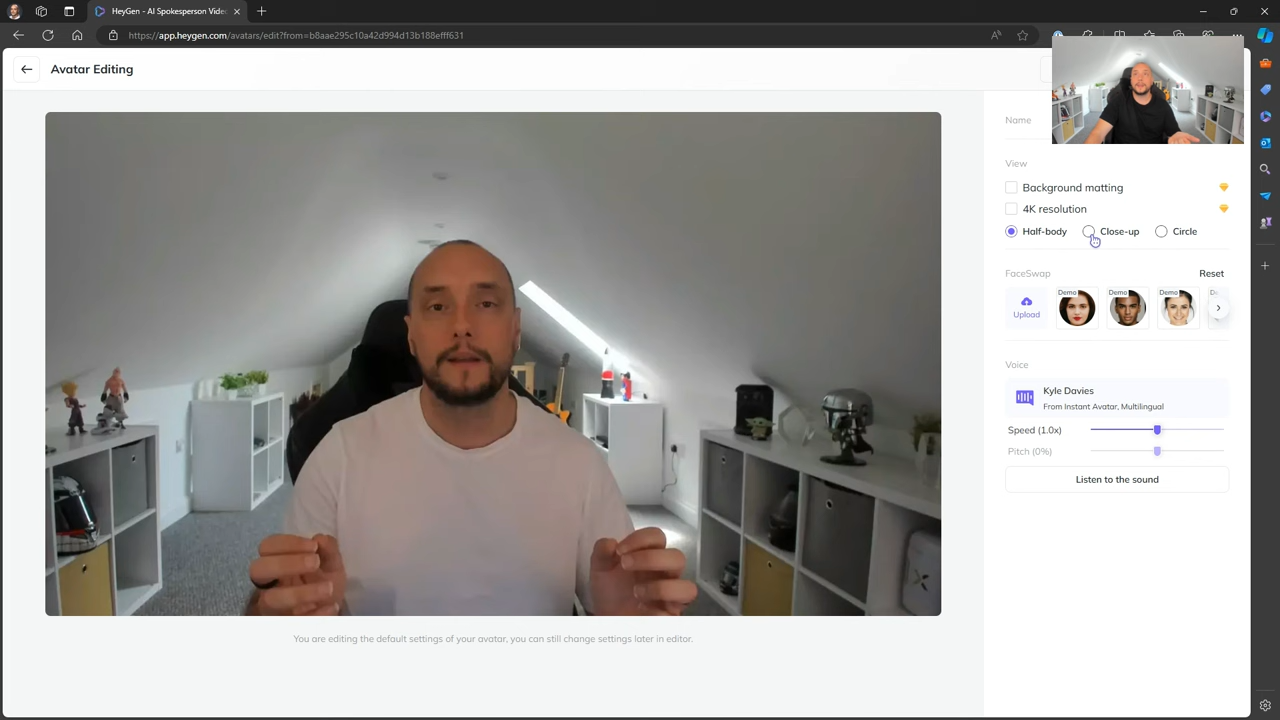 HeyGen - AI Spokesperson Video
https://app.heygen.com/avatars/edit?from=b8aae295c10a42d994d13b188efff631
Avatar Editing
Name
View
Background matting
4K resolution
Half-body Close-up Circle
FaceSwap Reset
Upload Demo Demo Demo
Voice
Kyle Davies
From Instant Avatar, Multilingual
Speed (1.0x)
Pitch (0%)
Listen to the sound
You are editing the default settings of your avatar, you can still change settings later in editor.